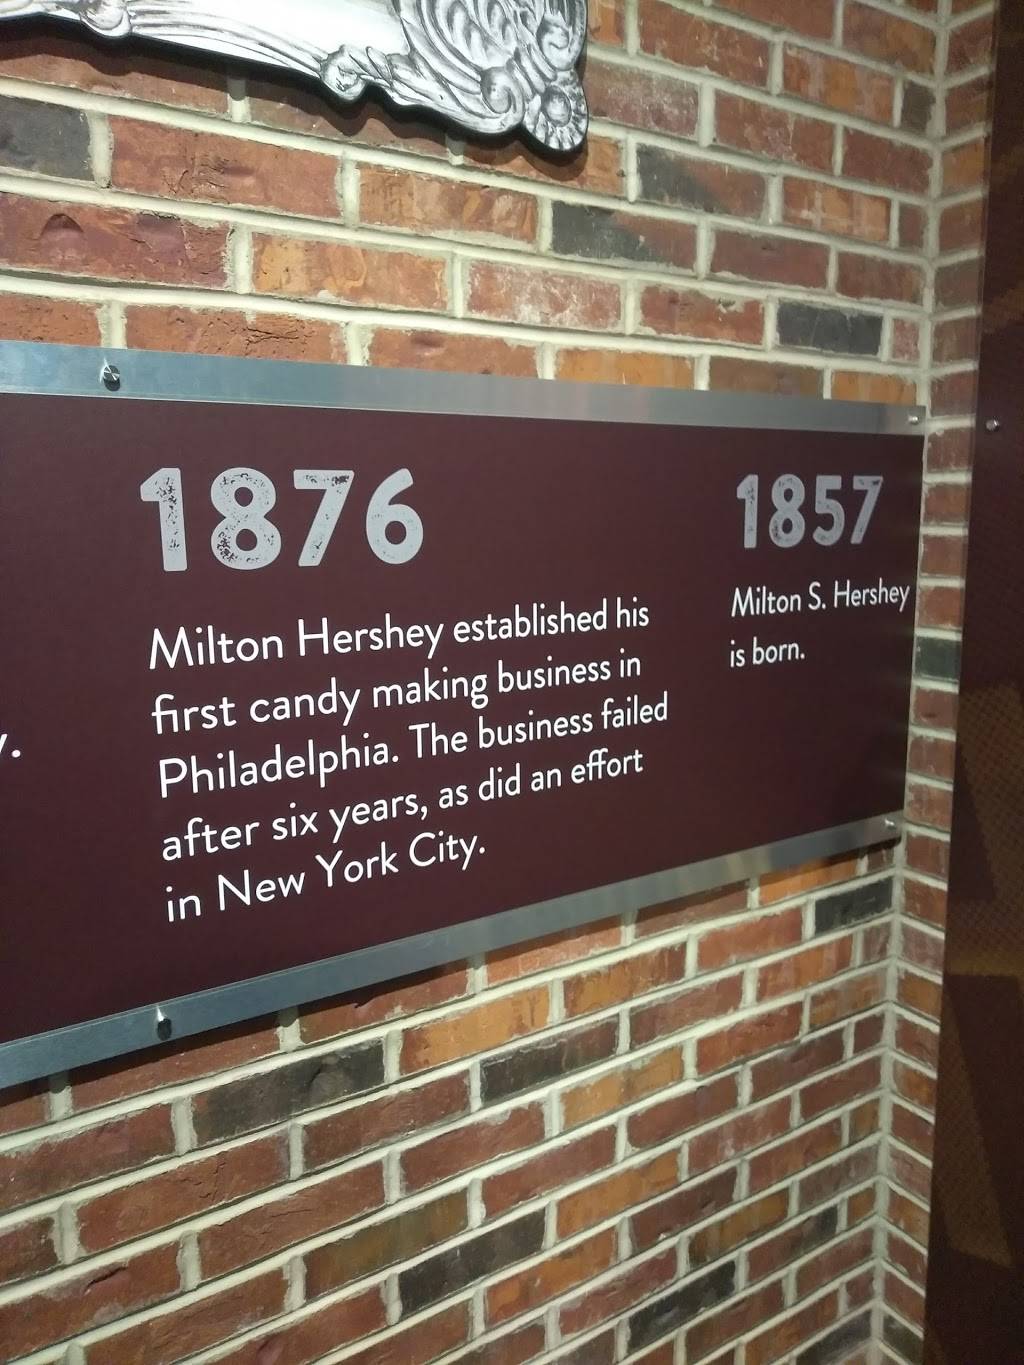 1876
Milton Hershey established his
first candy making business in
Philadelphia. The business failed
after six years, as did an effort
in New York City.
1857
Milton S. Hershey
is born.